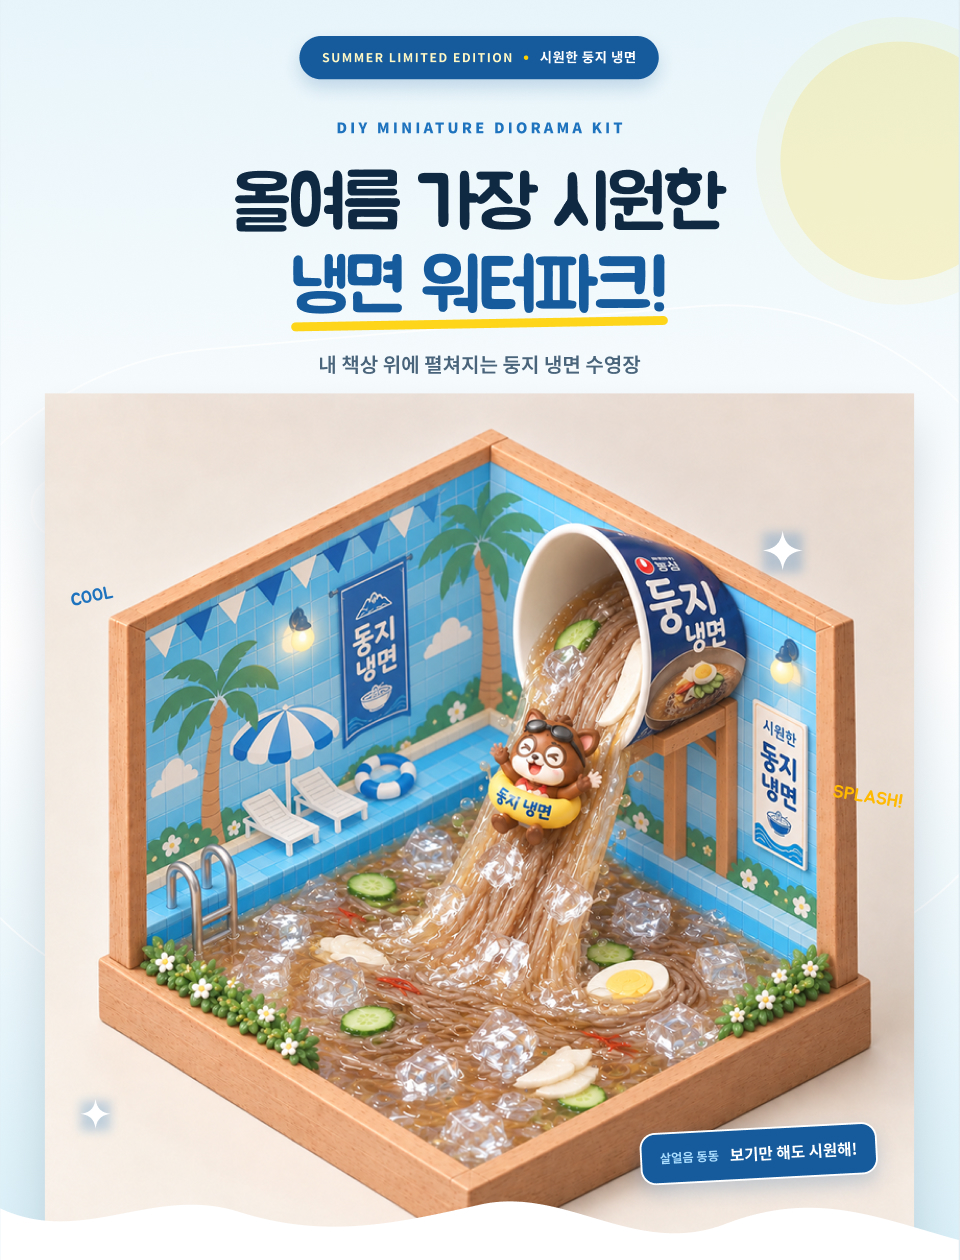 SUMMER LIMITED EDITION • 시원한 둥지 냉면
DIY MINIATURE DIORAMA KIT
올여름 가장 시원한
냉면 워터파크!
내 책상 위에 펼쳐지는 둥지 냉면 수영장
COOL
둥지
냉면
농심
둥지
냉면
둥지 냉면
시원한
둥지
냉면
SPLASH!
살얼음 동동 보기만 해도 시원해!